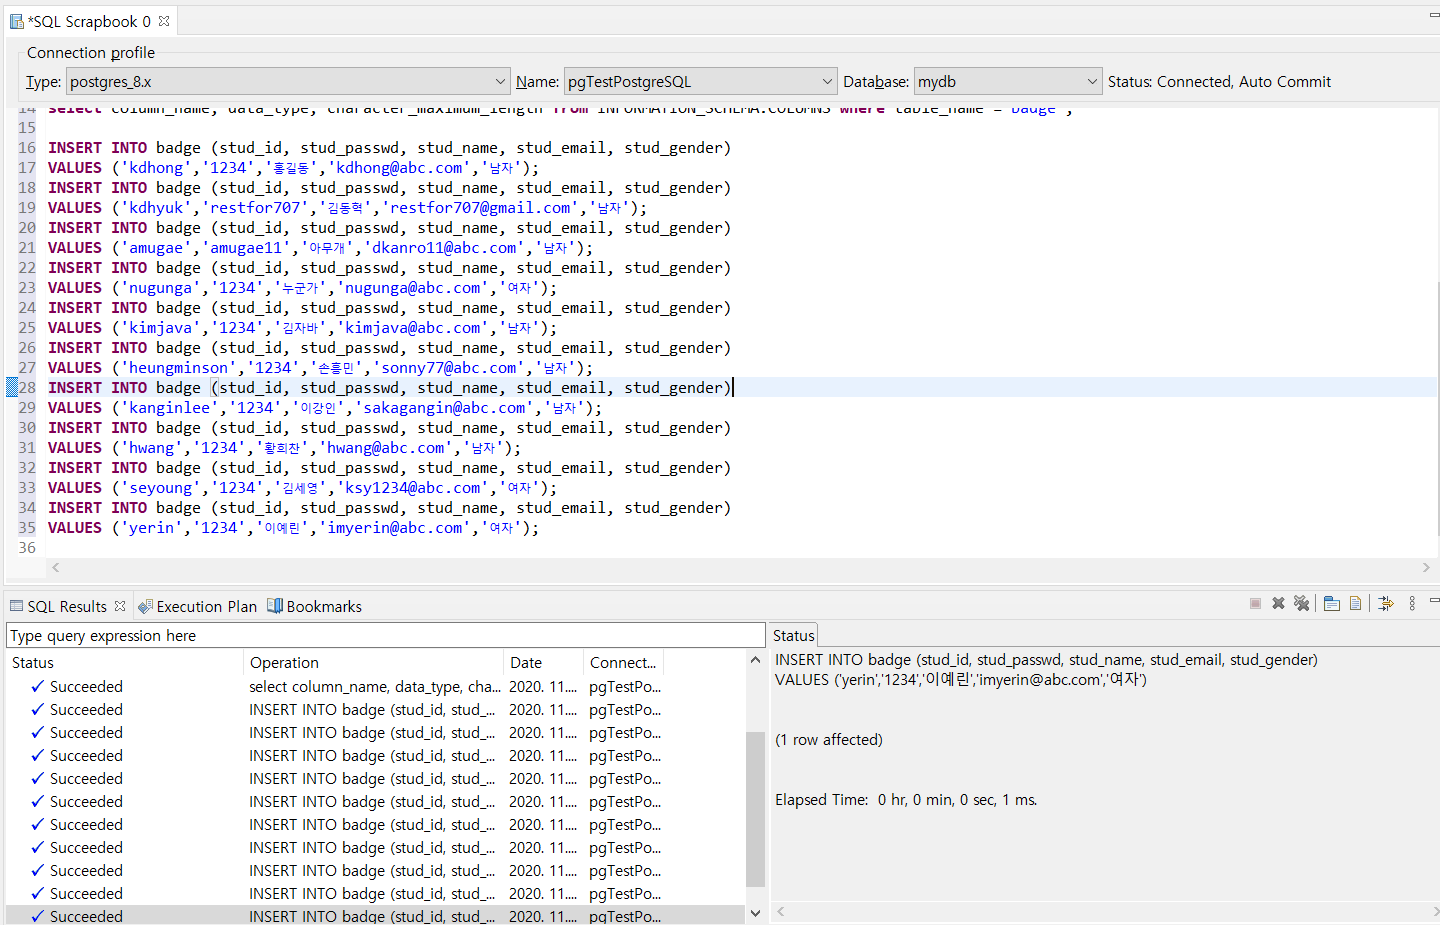 *SQL Scrapbook 0
Connection profile
Type: postgres_8.x Name: pgTestPostgreSQL Database: mydb Status: Connected, Auto Commit
14 select column_name, data_type, character_maximum_length from INFORMATION_SCHEMA.COLUMNS where table_name = 'badge';
15
16 INSERT INTO badge (stud_id, stud_passwd, stud_name, stud_email, stud_gender)
17 VALUES ('kdhong','1234','홍길동','kdhong@abc.com','남자');
18 INSERT INTO badge (stud_id, stud_passwd, stud_name, stud_email, stud_gender)
19 VALUES ('kdhyuk','restfor707','김동혁','restfor707@gmail.com','남자');
20 INSERT INTO badge (stud_id, stud_passwd, stud_name, stud_email, stud_gender)
21 VALUES ('amugae','amugae11','아무개','dkanro11@abc.com','남자');
22 INSERT INTO badge (stud_id, stud_passwd, stud_name, stud_email, stud_gender)
23 VALUES ('nugunga','1234','누군가','nugunga@abc.com','여자');
24 INSERT INTO badge (stud_id, stud_passwd, stud_name, stud_email, stud_gender)
25 VALUES ('kimjava','1234','김자바','kimjava@abc.com','남자');
26 INSERT INTO badge (stud_id, stud_passwd, stud_name, stud_email, stud_gender)
27 VALUES ('heungminson','1234','손흥민','sonny77@abc.com','남자');
28 INSERT INTO badge (stud_id, stud_passwd, stud_name, stud_email, stud_gender)
29 VALUES ('kanginlee','1234','이강인','sakagangin@abc.com','남자');
30 INSERT INTO badge (stud_id, stud_passwd, stud_name, stud_email, stud_gender)
31 VALUES ('hwang','1234','황희찬','hwang@abc.com','남자');
32 INSERT INTO badge (stud_id, stud_passwd, stud_name, stud_email, stud_gender)
33 VALUES ('seyoung','1234','김세영','ksy1234@abc.com','여자');
34 INSERT INTO badge (stud_id, stud_passwd, stud_name, stud_email, stud_gender)
35 VALUES ('yerin','1234','이예린','imyerin@abc.com','여자');
36
SQL Results Execution Plan Bookmarks
Type query expression here
Status Operation Date Connect...
Succeeded select column_name, data_type, cha... 2020. 11.... pgTestPo...
Succeeded INSERT INTO badge (stud_id, stud_... 2020. 11.... pgTestPo...
Succeeded INSERT INTO badge (stud_id, stud_... 2020. 11.... pgTestPo...
Succeeded INSERT INTO badge (stud_id, stud_... 2020. 11.... pgTestPo...
Succeeded INSERT INTO badge (stud_id, stud_... 2020. 11.... pgTestPo...
Succeeded INSERT INTO badge (stud_id, stud_... 2020. 11.... pgTestPo...
Succeeded INSERT INTO badge (stud_id, stud_... 2020. 11.... pgTestPo...
Succeeded INSERT INTO badge (stud_id, stud_... 2020. 11.... pgTestPo...
Succeeded INSERT INTO badge (stud_id, stud_... 2020. 11.... pgTestPo...
Succeeded INSERT INTO badge (stud_id, stud_... 2020. 11.... pgTestPo...
Succeeded INSERT INTO badge (stud_id, stud_... 2020. 11.... pgTestPo...
Status
INSERT INTO badge (stud_id, stud_passwd, stud_name, stud_email, stud_gender)
VALUES ('yerin','1234','이예린','imyerin@abc.com','여자')
(1 row affected)
Elapsed Time:  0 hr, 0 min, 0 sec, 1 ms.